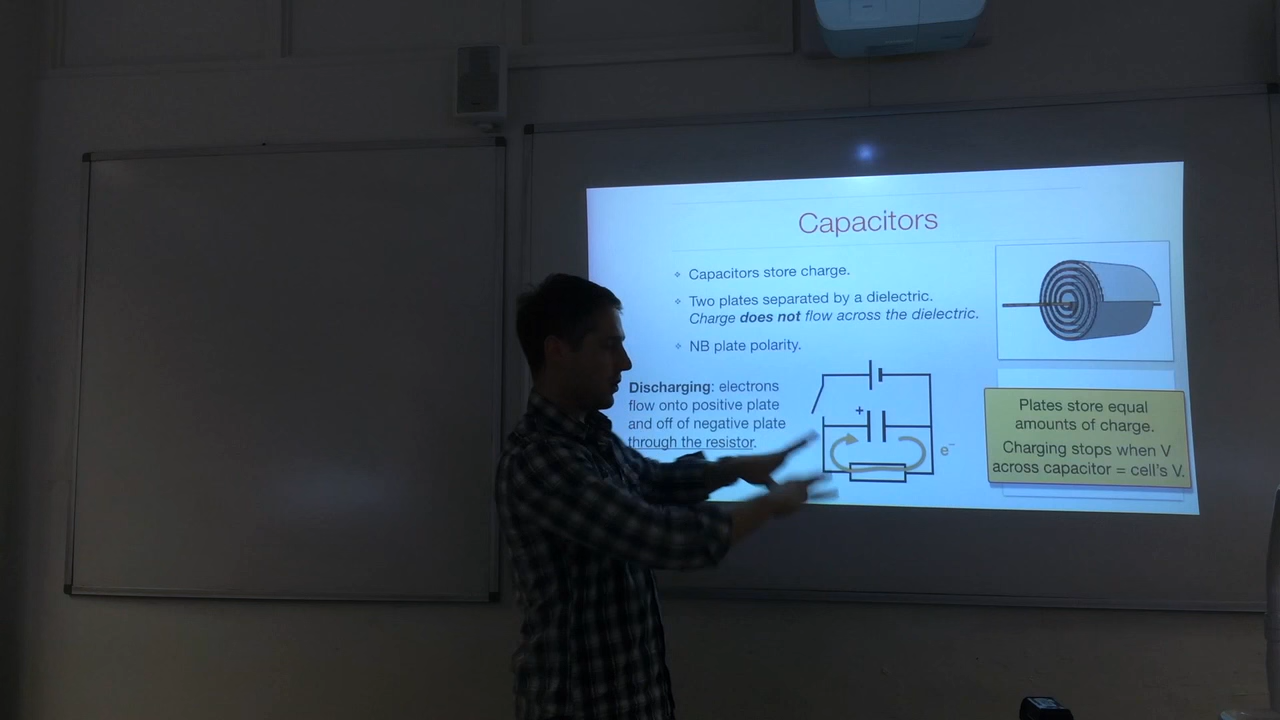 Capacitors
Capacitors store charge.
Two plates separated by a dielectric.
Charge does not flow across the dielectric.
NB plate polarity.
Discharging: electrons
flow onto positive plate
and off of negative plate
through the resistor.
+
e⁻
Plates store equal
amounts of charge.
Charging stops when V
across capacitor = cell's V.